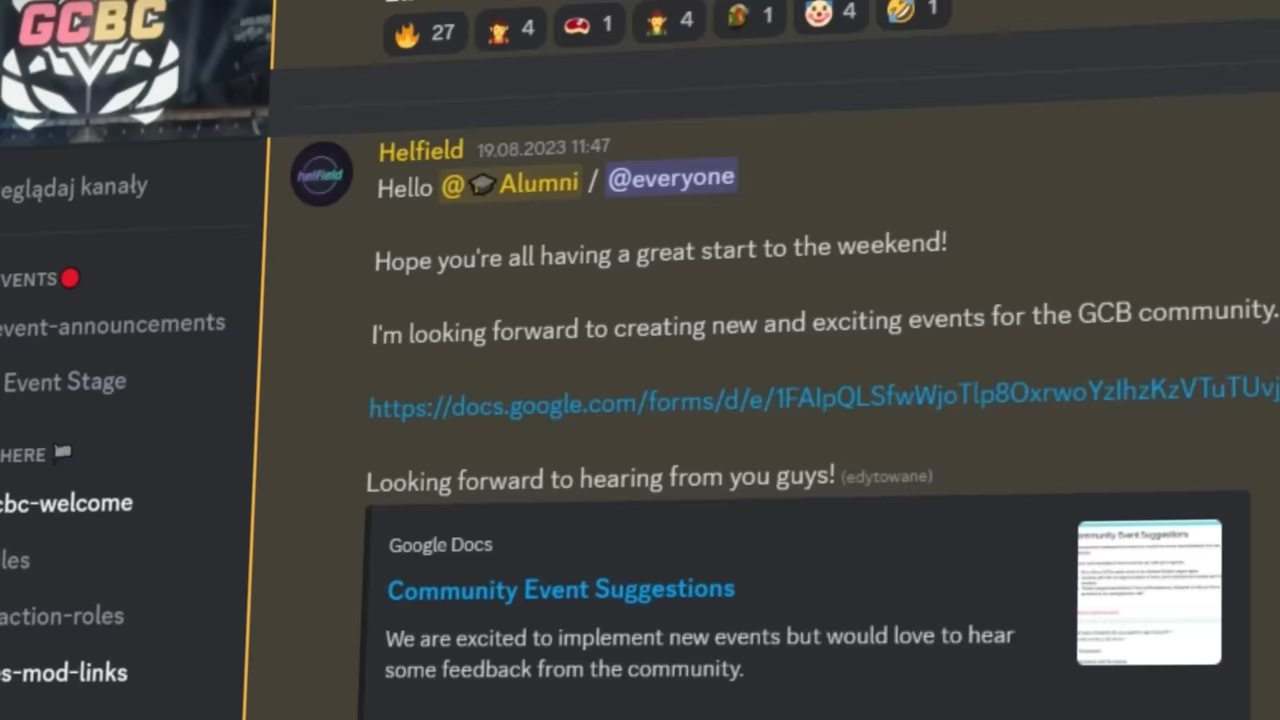 GCBC
27 4 1 4 1 4 1
Helfield 19.08.2023 11:47
helfield
Hello @🎓Alumni / @everyone
eglądaj kanały
Hope you're all having a great start to the weekend!
VENTS
event-announcements
I'm looking forward to creating new and exciting events for the GCB community.
Event Stage
https://docs.google.com/forms/d/e/1FAIpQLSfwWjoTlp8OxrwoYzIhzKzVTuTUvj
HERE
Looking forward to hearing from you guys! (edytowane)
cbc-welcome
Google Docs
les
Community Event Suggestions
action-roles
We are excited to implement new events but would love to hear
some feedback from the community.
s-mod-links
ommunity Event Suggestions